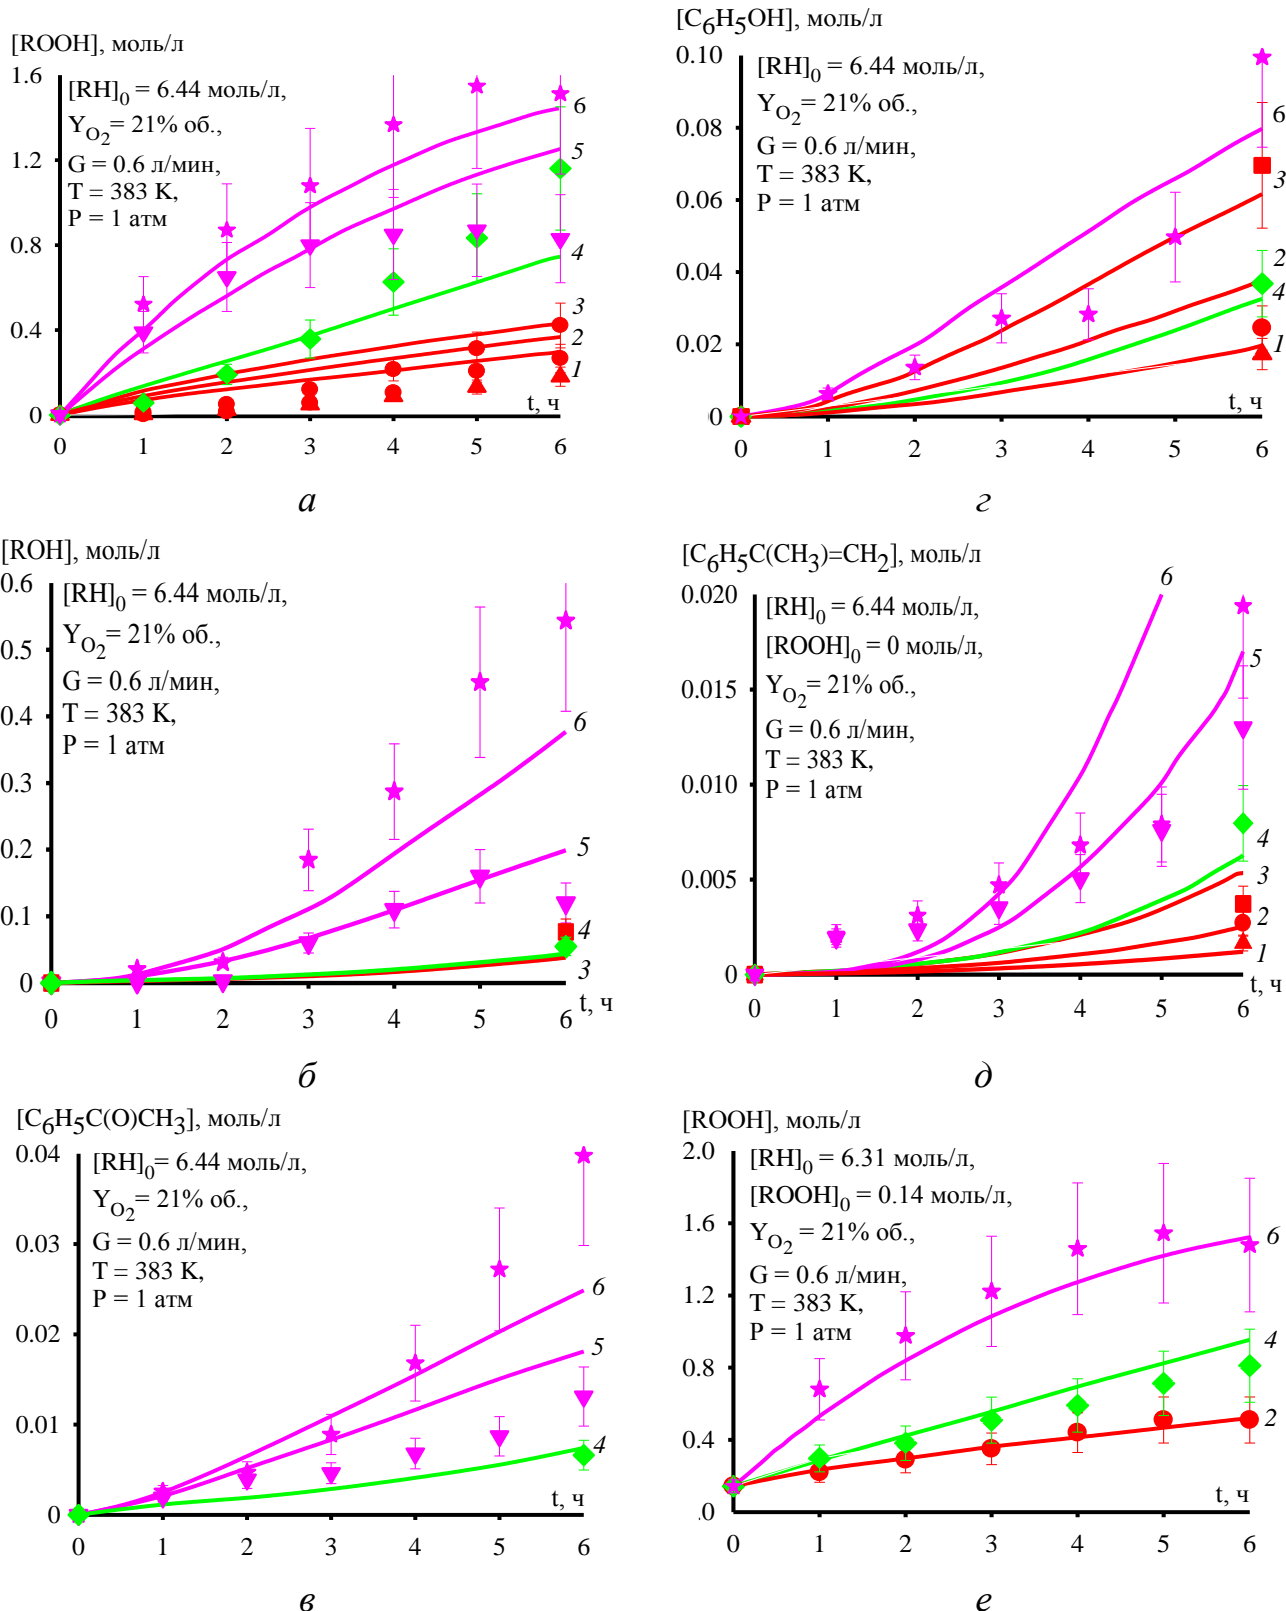 [ROOH], моль/л
1.6
1.2
0.8
0.4
0
[RH]0 = 6.44 моль/л,
YO2= 21% об.,
G = 0.6 л/мин,
T = 383 K,
P = 1 атм
6
5
4
3
2
1
t, ч
0 1 2 3 4 5 6
а
[C6H5OH], моль/л
0.10
0.08
0.06
0.04
0.02
0
[RH]0 = 6.44 моль/л,
YO2= 21% об.,
G = 0.6 л/мин,
T = 383 K,
P = 1 атм
6
3
2
4
1
t, ч
0 1 2 3 4 5 6
г
[ROH], моль/л
0.6
0.5
0.4
0.3
0.2
0.1
0
[RH]0 = 6.44 моль/л,
YO2= 21% об.,
G = 0.6 л/мин,
T = 383 K,
P = 1 атм
6
5
4
3
t, ч
0 1 2 3 4 5 6
б
[C6H5C(CH3)=CH2], моль/л
0.020
0.015
0.010
0.005
0
[RH]0 = 6.44 моль/л,
[ROOH]0 = 0 моль/л,
YO2= 21% об.,
G = 0.6 л/мин,
T = 383 K,
P = 1 атм
6
5
4
3
2
1
t, ч
0 1 2 3 4 5 6
д
[C6H5C(O)CH3], моль/л
0.04
0.03
0.02
0.01
0
[RH]0= 6.44 моль/л,
YO2= 21% об.,
G = 0.6 л/мин,
T = 383 K,
P = 1 атм
6
5
4
t, ч
0 1 2 3 4 5 6
в
[ROOH], моль/л
2.0
1.6
1.2
0.8
0.4
.0
[RH]0 = 6.31 моль/л,
[ROOH]0 = 0.14 моль/л,
YO2= 21% об.,
G = 0.6 л/мин,
T = 383 K,
P = 1 атм
6
4
2
t, ч
0 1 2 3 4 5 6
е